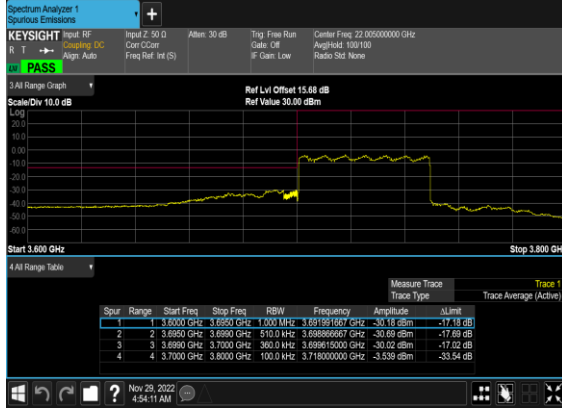 Spectrum Analyzer 1
Spurious Emissions
+
KEYSIGHT Input: RF Input Z: 50 Ω Atten: 30 dB Trig: Free Run Center Freq: 22.005000000 GHz
R T Coupling: DC Corr CCorr Gate: Off Avg|Hold: 100/100
Align: Auto Freq Ref: Int (S) IF Gain: Low Radio Std: None
LXI PASS
3 All Range Graph
Ref Lvl Offset 15.68 dB
Scale/Div 10.0 dB Ref Value 30.00 dBm
Log
20.0
10.0
0.00
-10.0
-20.0
-30.0
-40.0
-50.0
-60.0
Start 3.600 GHz Stop 3.800 GH
4 All Range Table
Measure Trace Trace 1
Trace Type Trace Average (Active)
Spur Range Start Freq Stop Freq RBW Frequency Amplitude ΔLimit
1 1 3.6000 GHz 3.6950 GHz 1.000 MHz 3.691991667 GHz -30.18 dBm -17.18 dB
2 2 3.6950 GHz 3.6990 GHz 510.0 kHz 3.698866667 GHz -30.69 dBm -17.69 dB
3 3 3.6990 GHz 3.7000 GHz 360.0 kHz 3.699615000 GHz -30.02 dBm -17.02 dB
4 4 3.7000 GHz 3.8000 GHz 100.0 kHz 3.718000000 GHz -3.539 dBm -33.54 dB
? Nov 29, 2022
4:54:11 AM